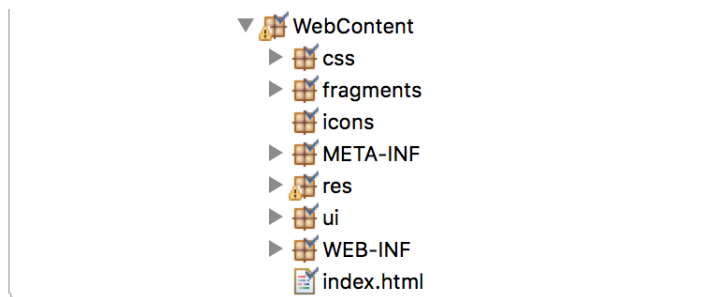 WebContent
css
fragments
icons
META-INF
res
ui
WEB-INF
index.html